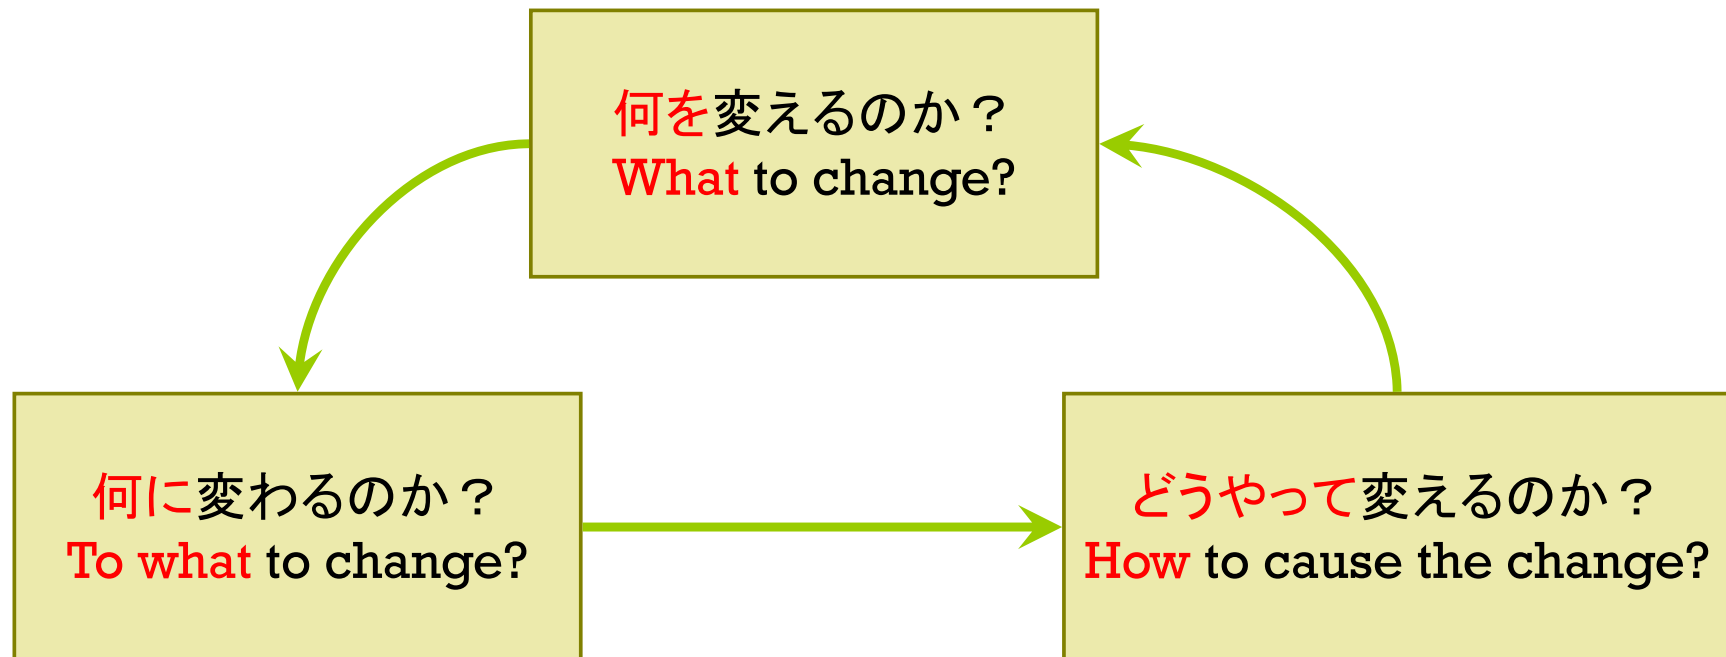 何を変えるのか？
What to change?
何に変わるのか？
To what to change?
どうやって変えるのか？
How to cause the change?